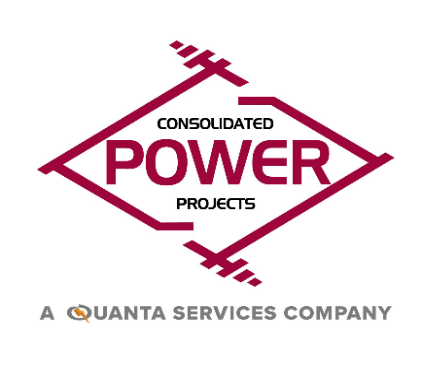 CONSOLIDATED
POWER
PROJECTS
A QUANTA SERVICES COMPANY